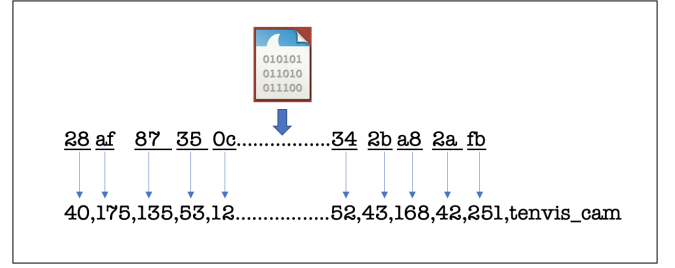 010101
011010
011100
28 af 87 35 0c..................34 2b a8 2a fb
40,175,135,53,12..................52,43,168,42,251,tenvis_cam